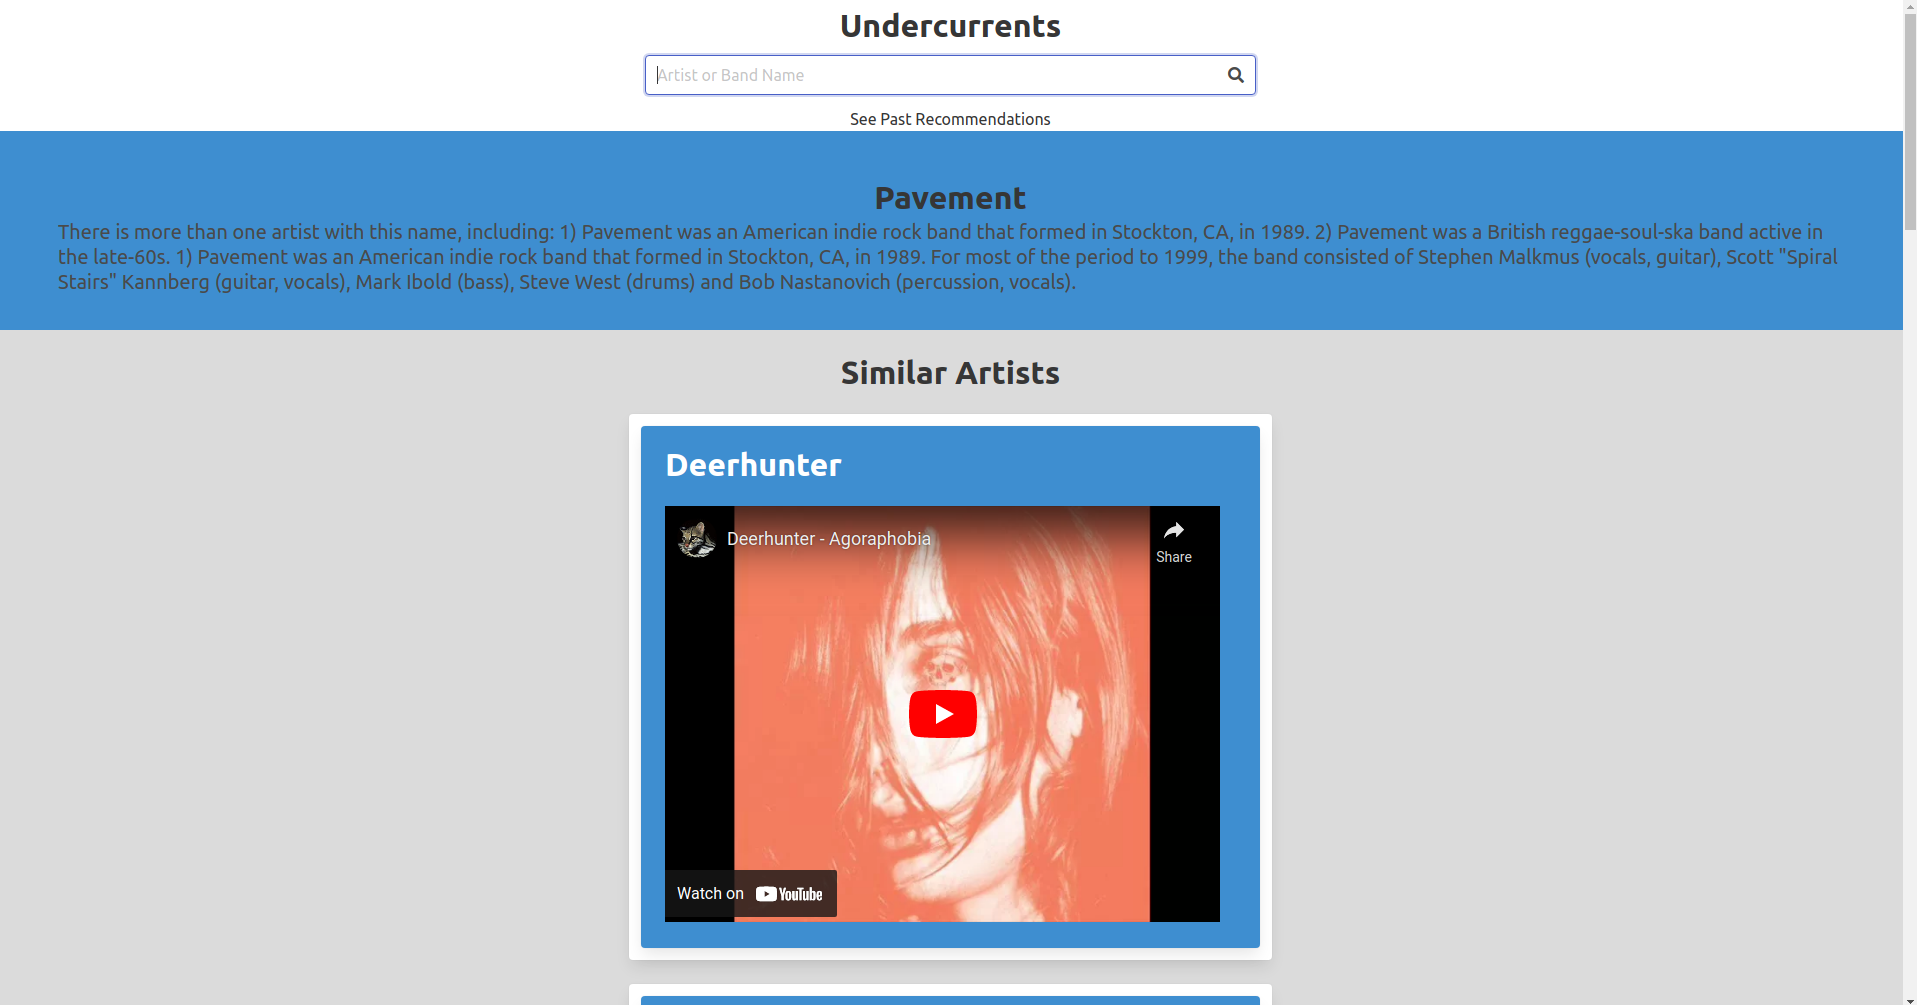 Undercurrents
Artist or Band Name
See Past Recommendations
Pavement
There is more than one artist with this name, including: 1) Pavement was an American indie rock band that formed in Stockton, CA, in 1989. 2) Pavement was a British reggae-soul-ska band active in
the late-60s. 1) Pavement was an American indie rock band that formed in Stockton, CA, in 1989. For most of the period to 1999, the band consisted of Stephen Malkmus (vocals, guitar), Scott "Spiral
Stairs" Kannberg (guitar, vocals), Mark Ibold (bass), Steve West (drums) and Bob Nastanovich (percussion, vocals).
Similar Artists
Deerhunter
Deerhunter - Agoraphobia
Share
Watch on YouTube